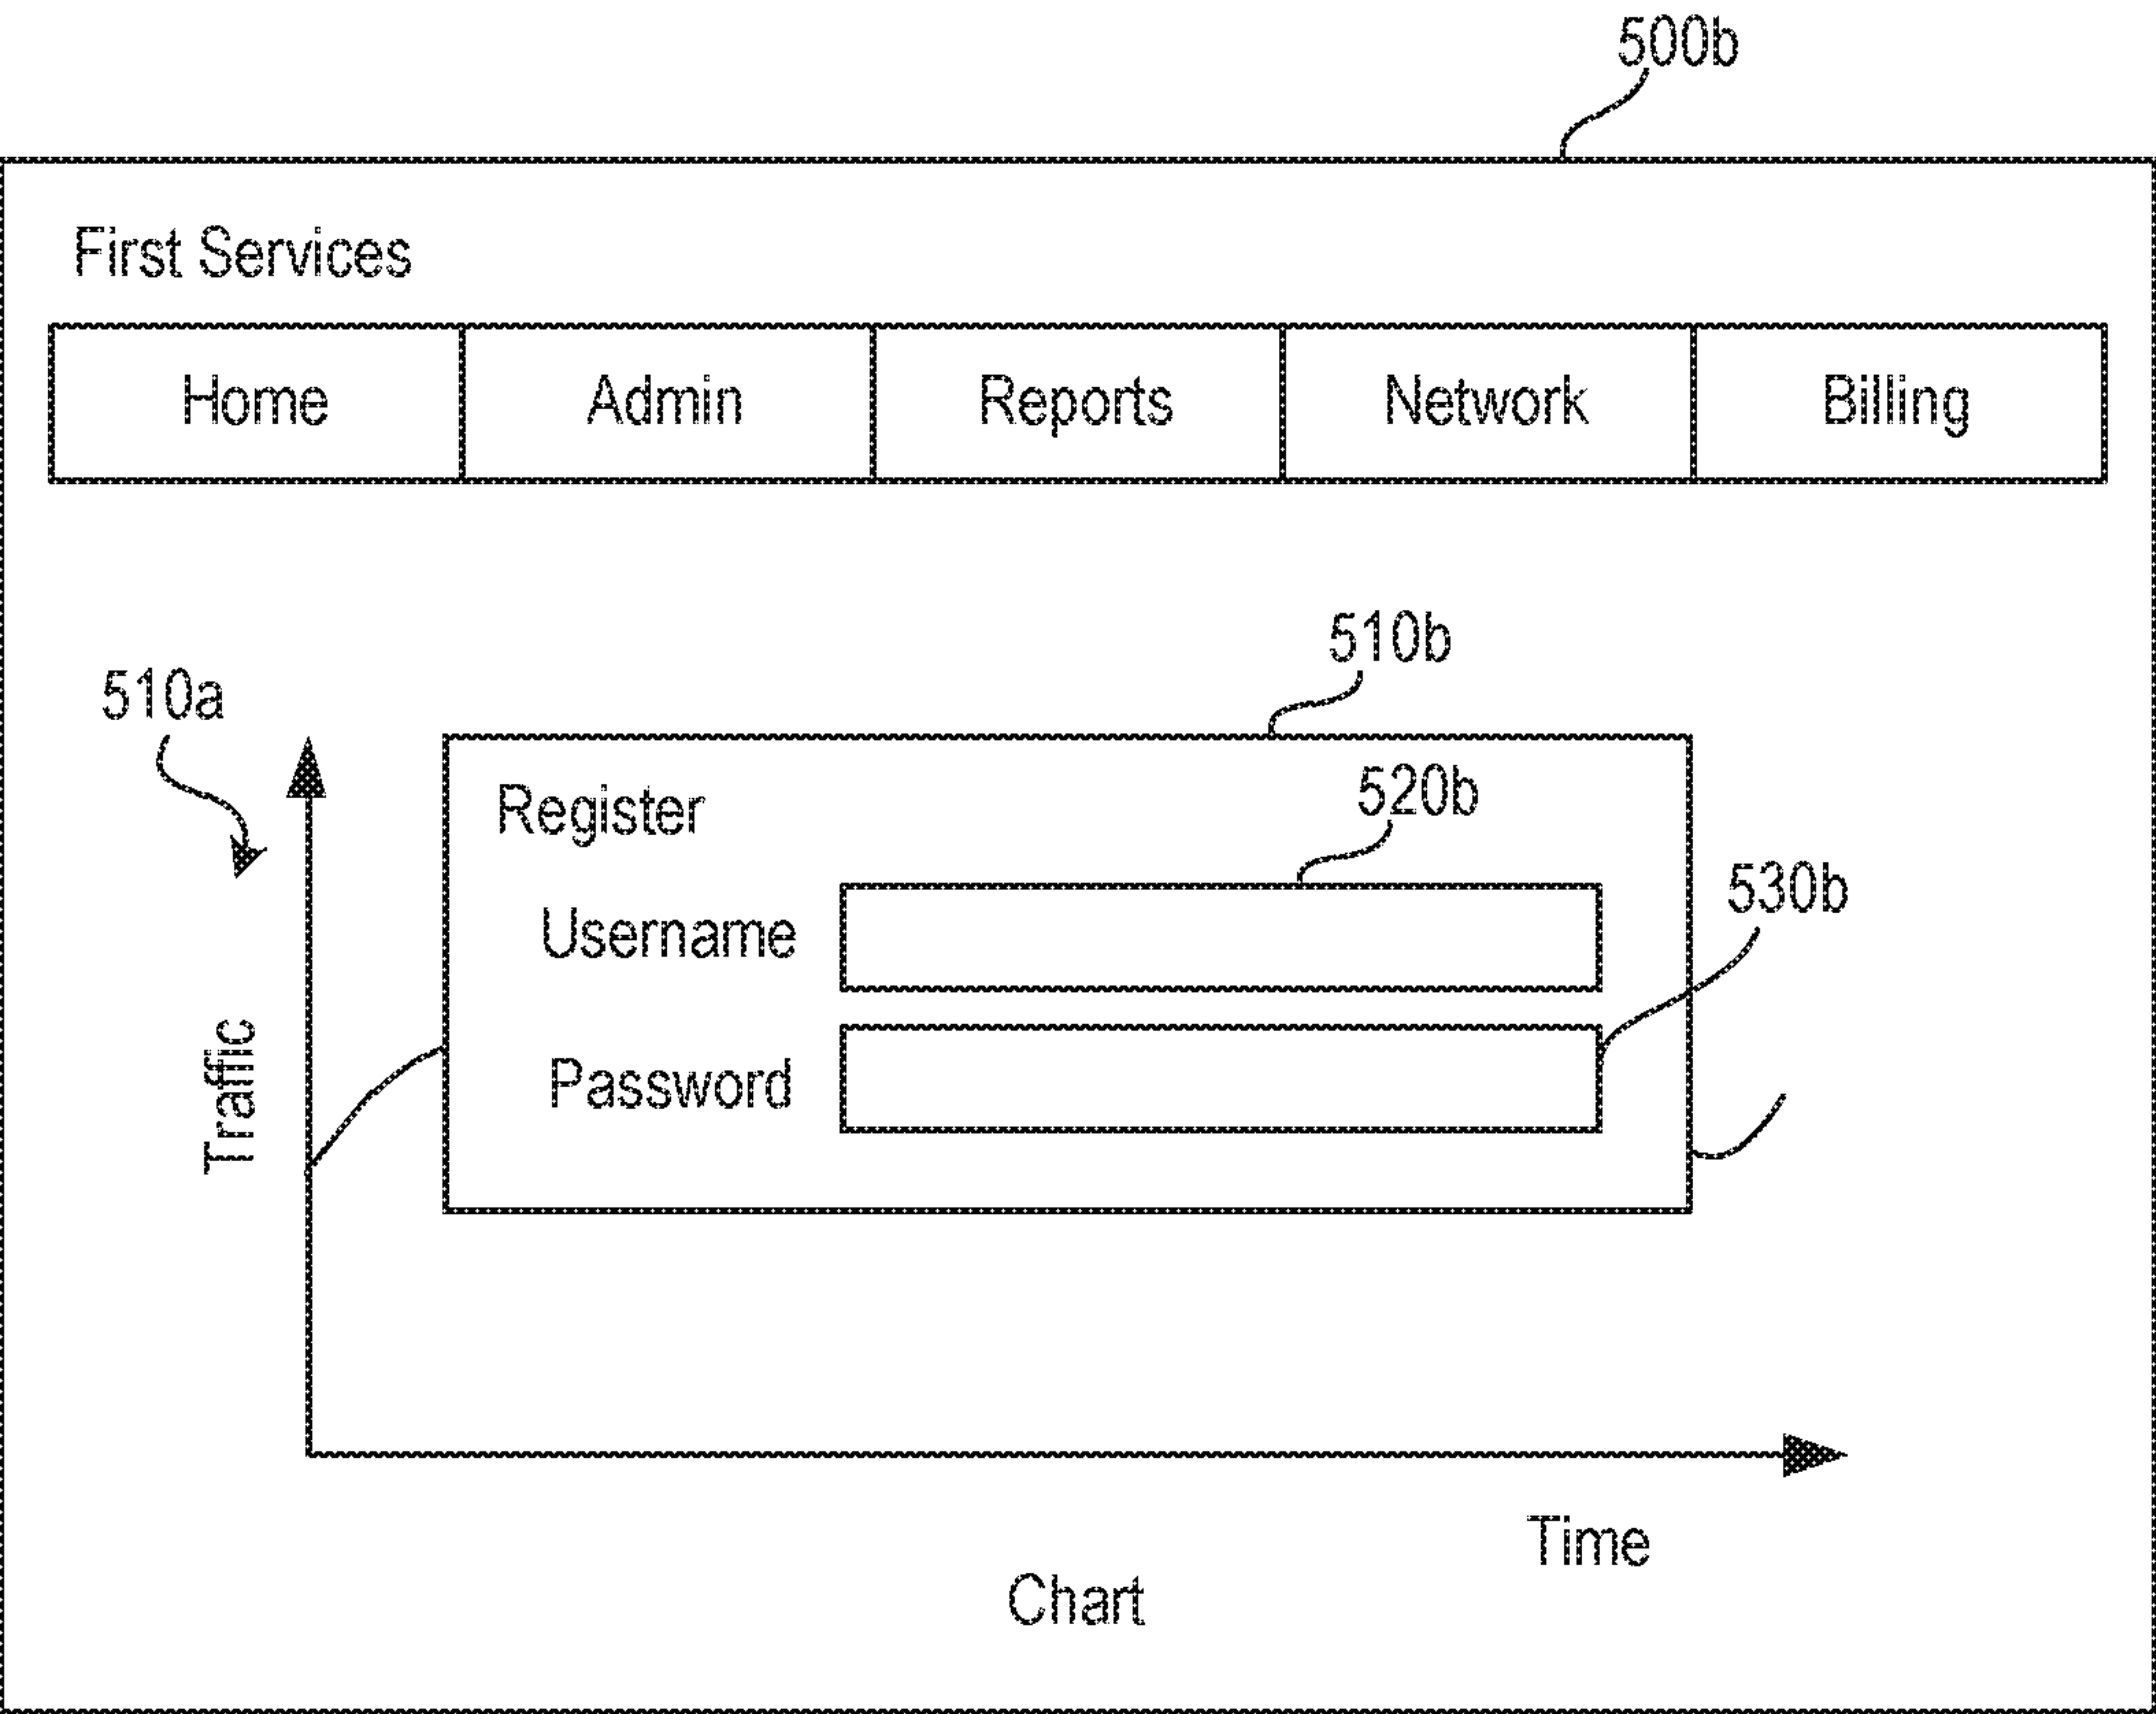 500b
First Services
Home Admin Reports Network Billing
510b
510a
Register
520b
Username
530b
Password
Traffic
Time
Chart